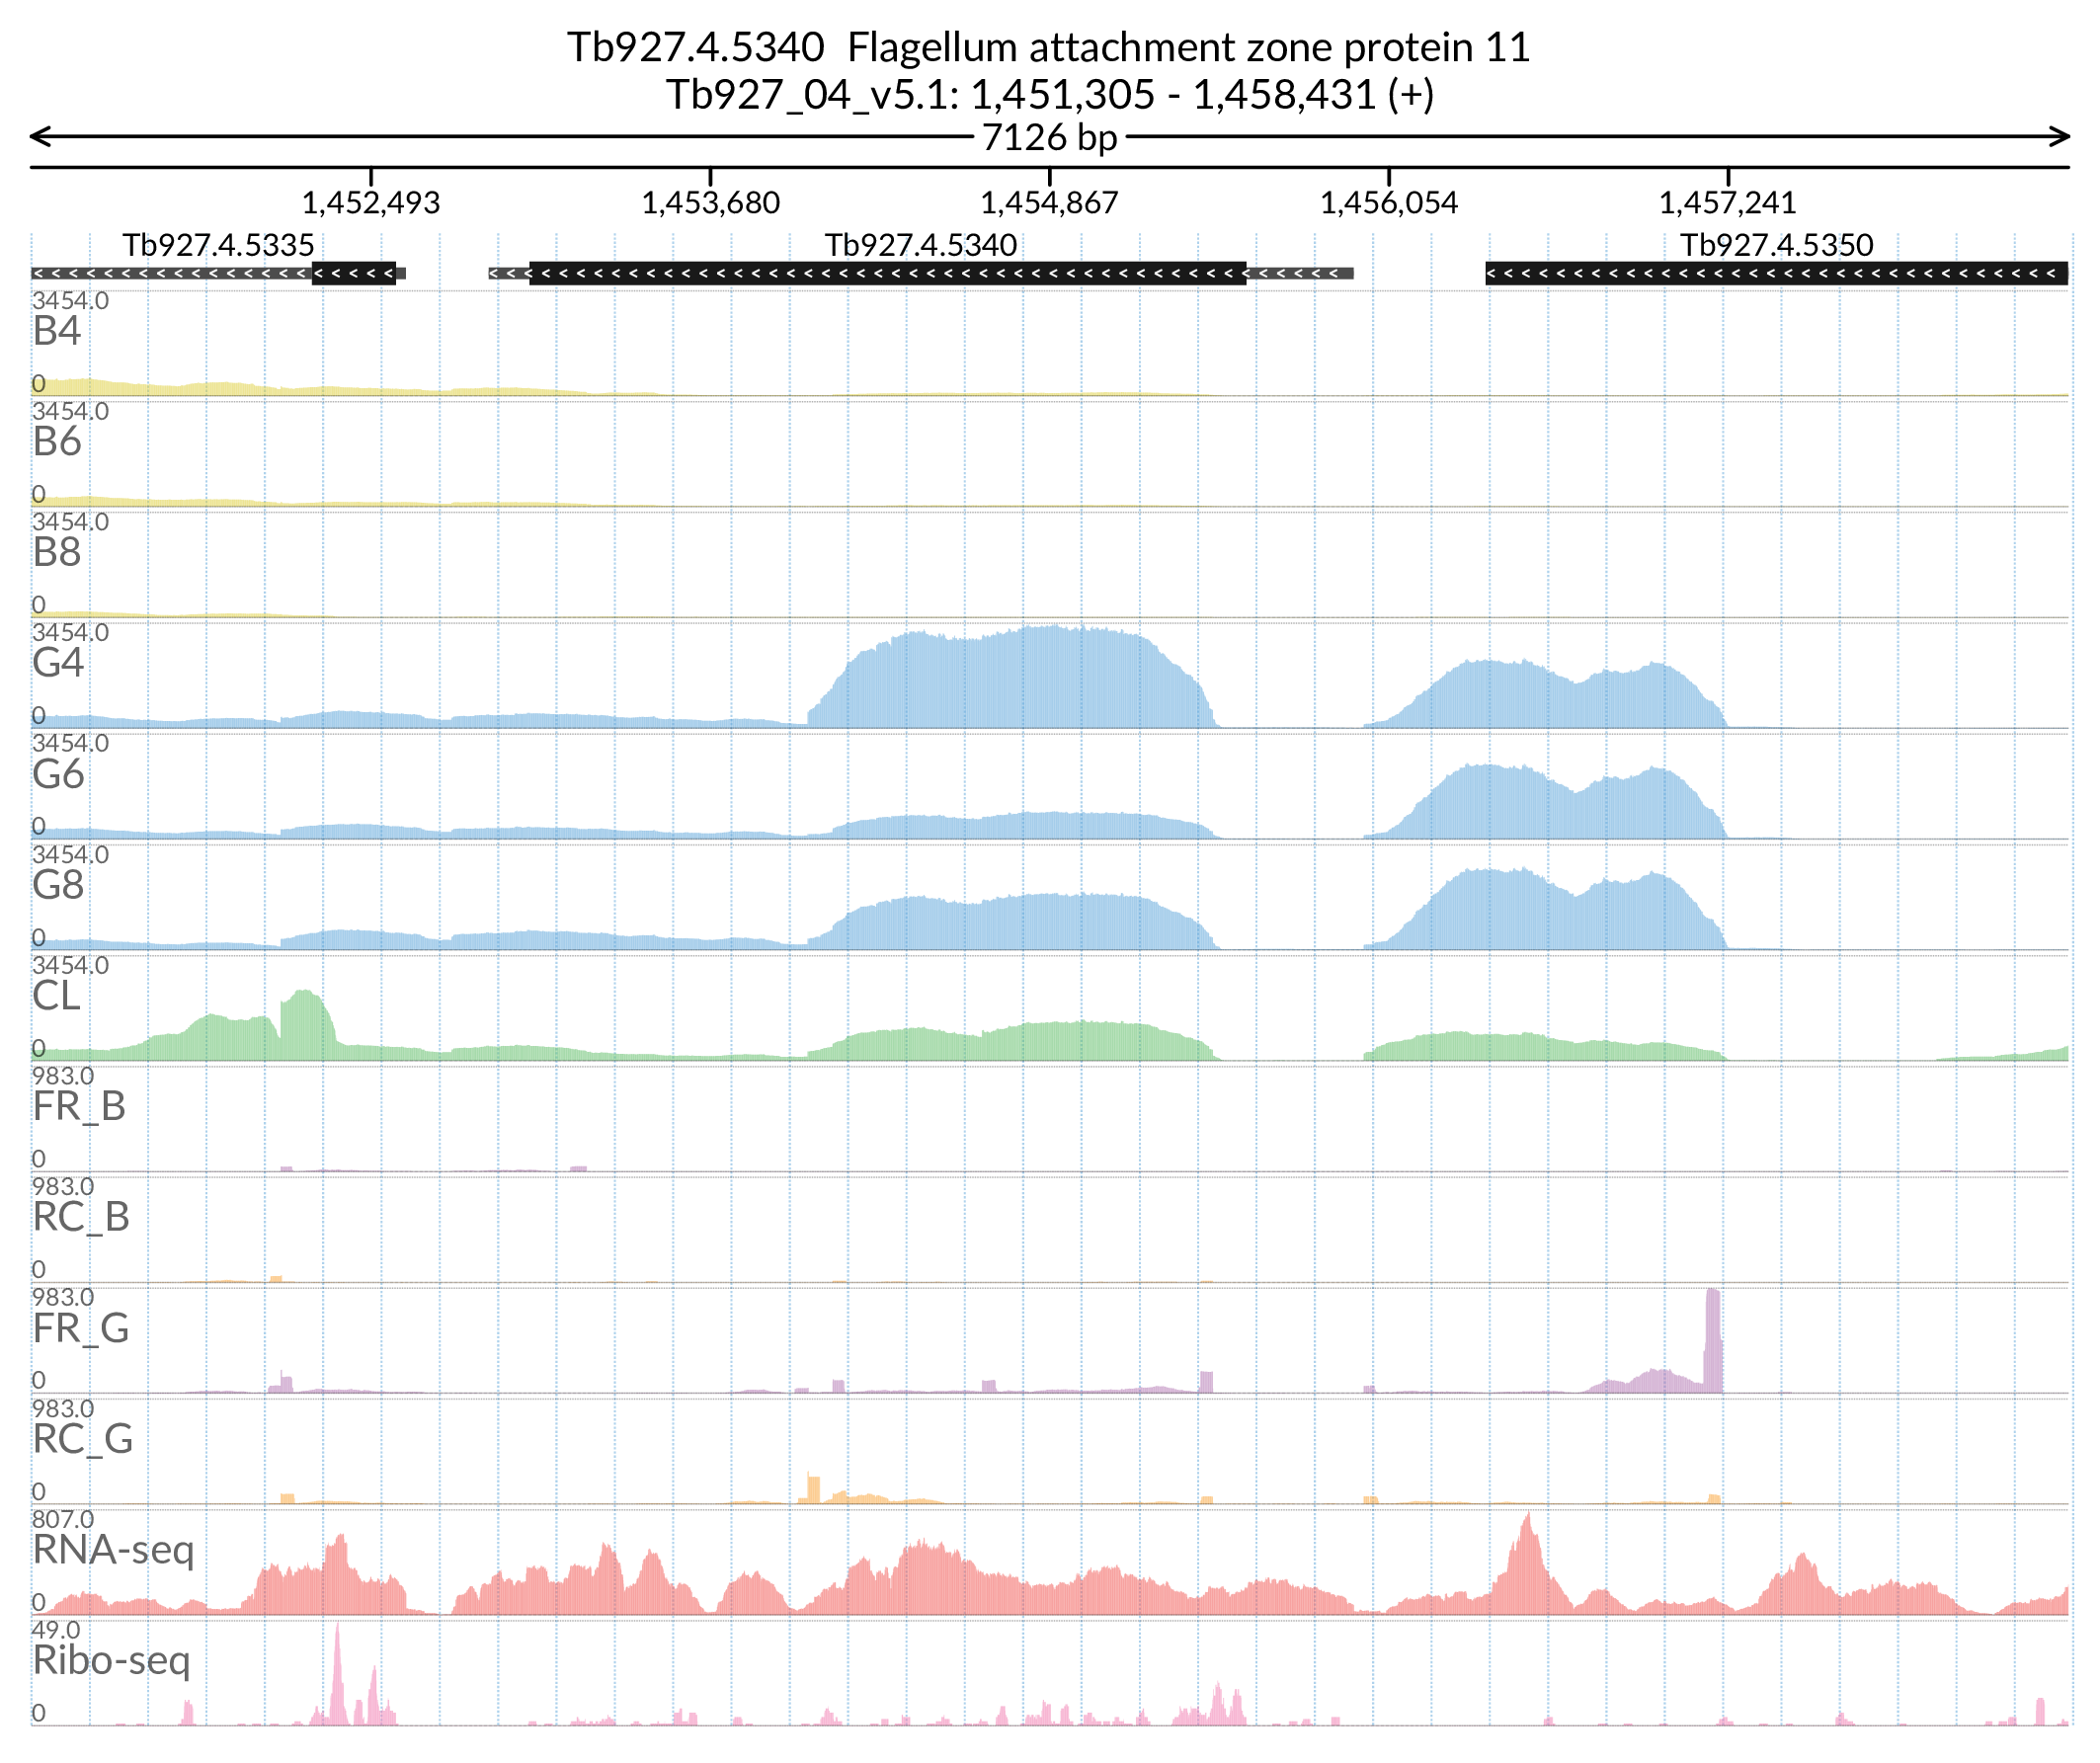 Tb927.4.5340 Flagellum attachment zone protein 11
Tb927_04_v5.1: 1,451,305 - 1,458,431 (+)
7126 bp
1,452,493 1,453,680 1,454,867 1,456,054 1,457,241
Tb927.4.5335 Tb927.4.5340 Tb927.4.5350
3454.0
B4
0
3454.0
B6
0
3454.0
B8
0
3454.0
G4
0
3454.0
G6
0
3454.0
G8
0
3454.0
CL
0
983.0
FR_B
0
983.0
RC_B
0
983.0
FR_G
0
983.0
RC_G
0
807.0
RNA-seq
0
49.0
Ribo-seq
0